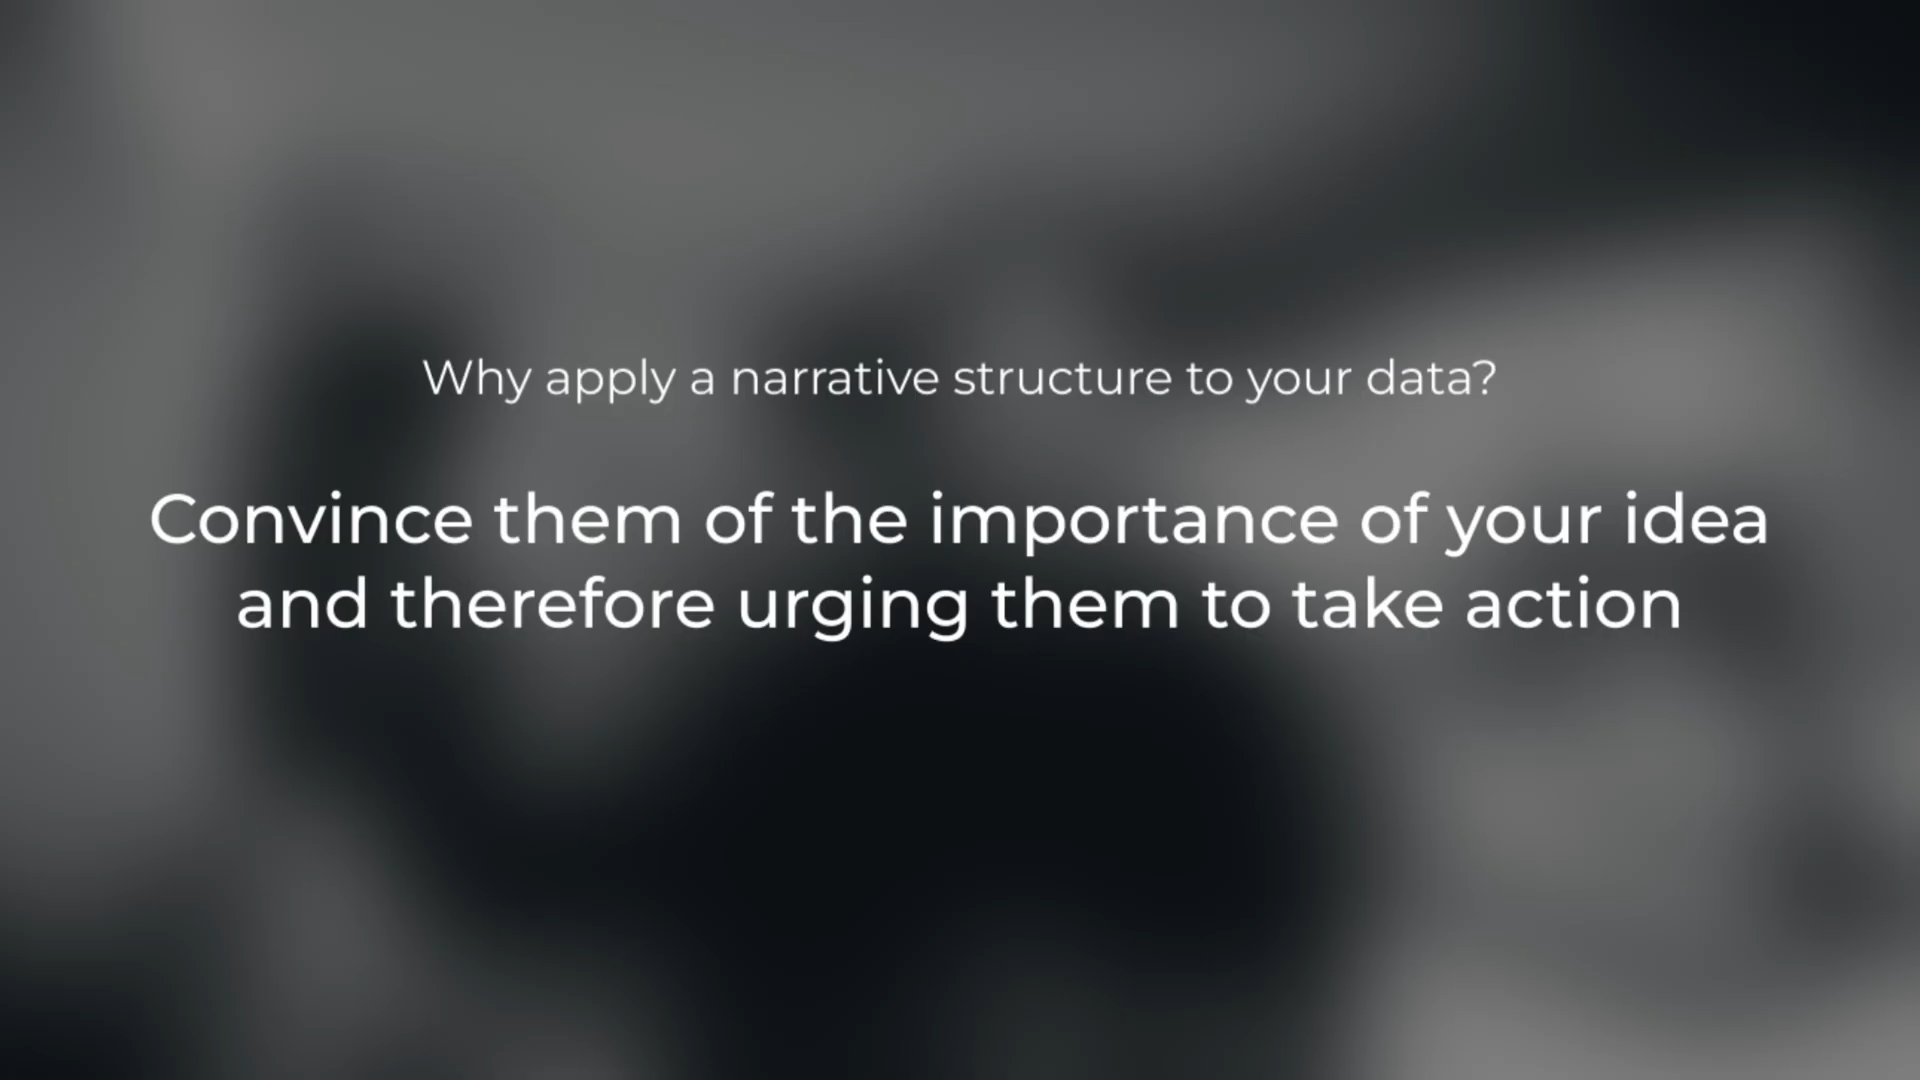 Why apply a narrative structure to your data?
Convince them of the importance of your idea
and therefore urging them to take action